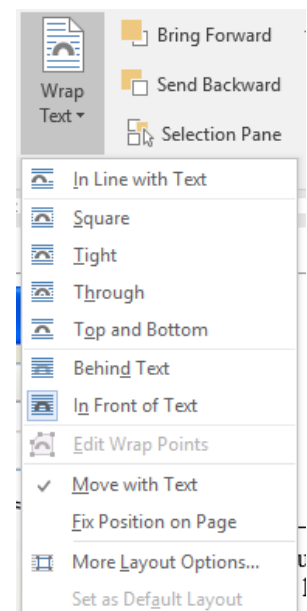 Bring Forward
Send Backward
Selection Pane
Wrap
Text
In Line with Text
Square
Tight
Through
Top and Bottom
Behind Text
In Front of Text
Edit Wrap Points
Move with Text
Fix Position on Page
More Layout Options...
Set as Default Layout